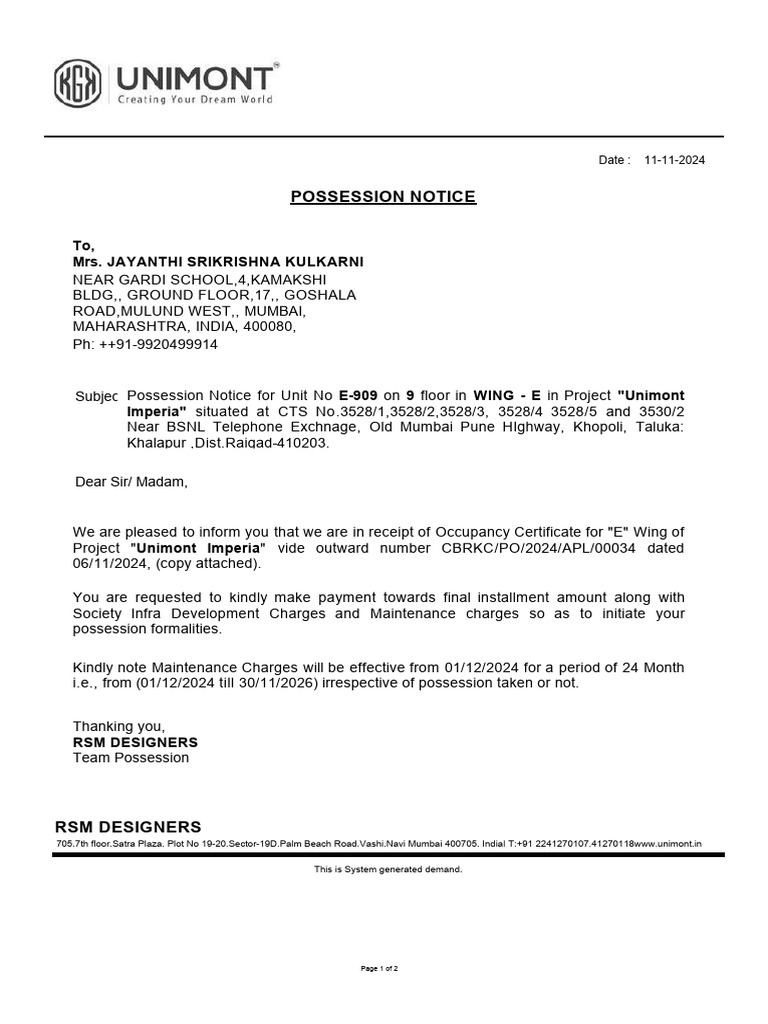 KGK UNIMONT™
Creating Your Dream World
Date : 11-11-2024
POSSESSION NOTICE
To,
Mrs. JAYANTHI SRIKRISHNA KULKARNI
NEAR GARDI SCHOOL,4,KAMAKSHI
BLDG,, GROUND FLOOR,17,, GOSHALA
ROAD,MULUND WEST,, MUMBAI,
MAHARASHTRA, INDIA, 400080,
Ph: ++91-9920499914
Subjec Possession Notice for Unit No E-909 on 9 floor in WING - E in Project "Unimont
Imperia" situated at CTS No.3528/1,3528/2,3528/3, 3528/4 3528/5 and 3530/2
Near BSNL Telephone Exchnage, Old Mumbai Pune HIghway, Khopoli, Taluka:
Khalapur ,Dist.Raigad-410203.
Dear Sir/ Madam,
We are pleased to inform you that we are in receipt of Occupancy Certificate for "E" Wing of
Project "Unimont Imperia" vide outward number CBRKC/PO/2024/APL/00034 dated
06/11/2024, (copy attached).
You are requested to kindly make payment towards final installment amount along with
Society Infra Development Charges and Maintenance charges so as to initiate your
possession formalities.
Kindly note Maintenance Charges will be effective from 01/12/2024 for a period of 24 Month
i.e., from (01/12/2024 till 30/11/2026) irrespective of possession taken or not.
Thanking you,
RSM DESIGNERS
Team Possession
RSM DESIGNERS
705.7th floor.Satra Plaza. Plot No 19-20.Sector-19D.Palm Beach Road.Vashi.Navi Mumbai 400705. Indial T:+91 2241270107.41270118www.unimont.in
This is System generated demand.
Page 1 of 2